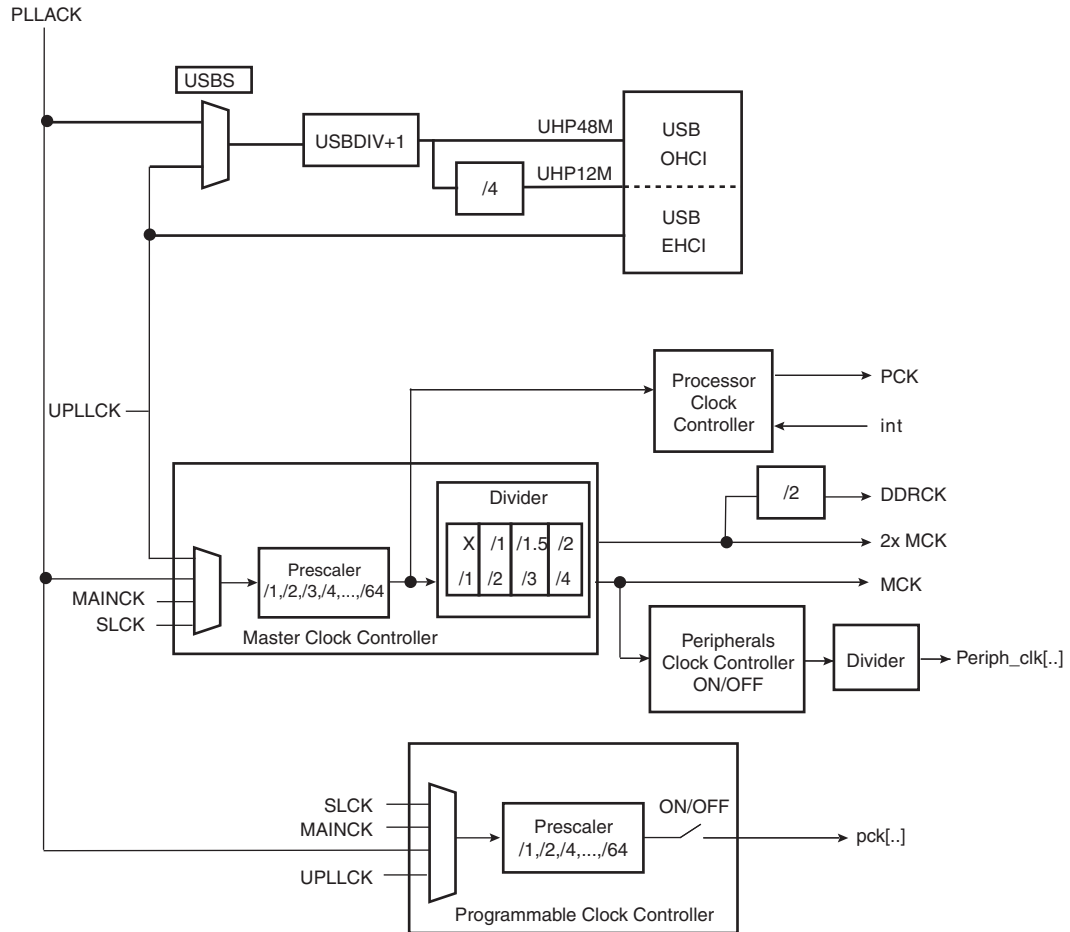 PLLACK
USBS
USBDIV+1
UHP48M
USB
OHCI
/4
UHP12M
USB
EHCI
UPLLCK
Processor
Clock
Controller
PCK
int
/2
DDRCK
Divider
X /1 /1.5 /2
/1 /2 /3 /4
2x MCK
MCK
Prescaler
/1,/2,/3,/4,...,/64
MAINCK
SLCK
Master Clock Controller
Peripherals
Clock Controller
ON/OFF
Divider
Periph_clk[..]
SLCK
MAINCK
UPLLCK
Prescaler
/1,/2,/4,...,/64
ON/OFF
pck[..]
Programmable Clock Controller